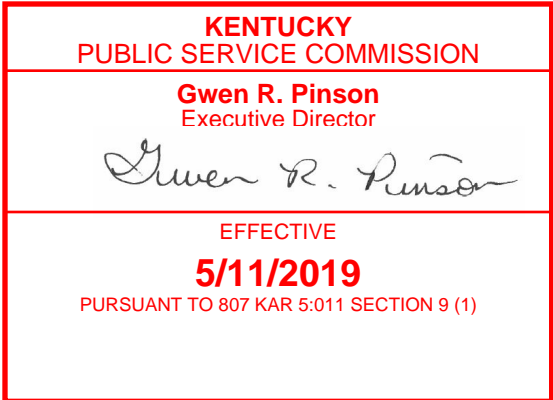 KENTUCKY
PUBLIC SERVICE COMMISSION
Gwen R. Pinson
Executive Director
Gwen R. Pinson
EFFECTIVE
5/11/2019
PURSUANT TO 807 KAR 5:011 SECTION 9 (1)